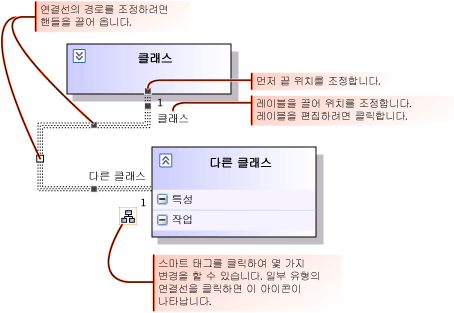 연결선의 경로를 조정하려면
핸들을 끌어 옵니다.
클래스
먼저 끝 위치를 조정합니다.
1
레이블을 끌어 위치를 조정합니다.
레이블을 편집하려면 클릭합니다.
클래스
다른 클래스
다른 클래스
특성
1
작업
스마트 태그를 클릭하여 몇 가지
변경을 할 수 있습니다. 일부 유형의
연결선을 클릭하면 이 아이콘이
나타납니다.